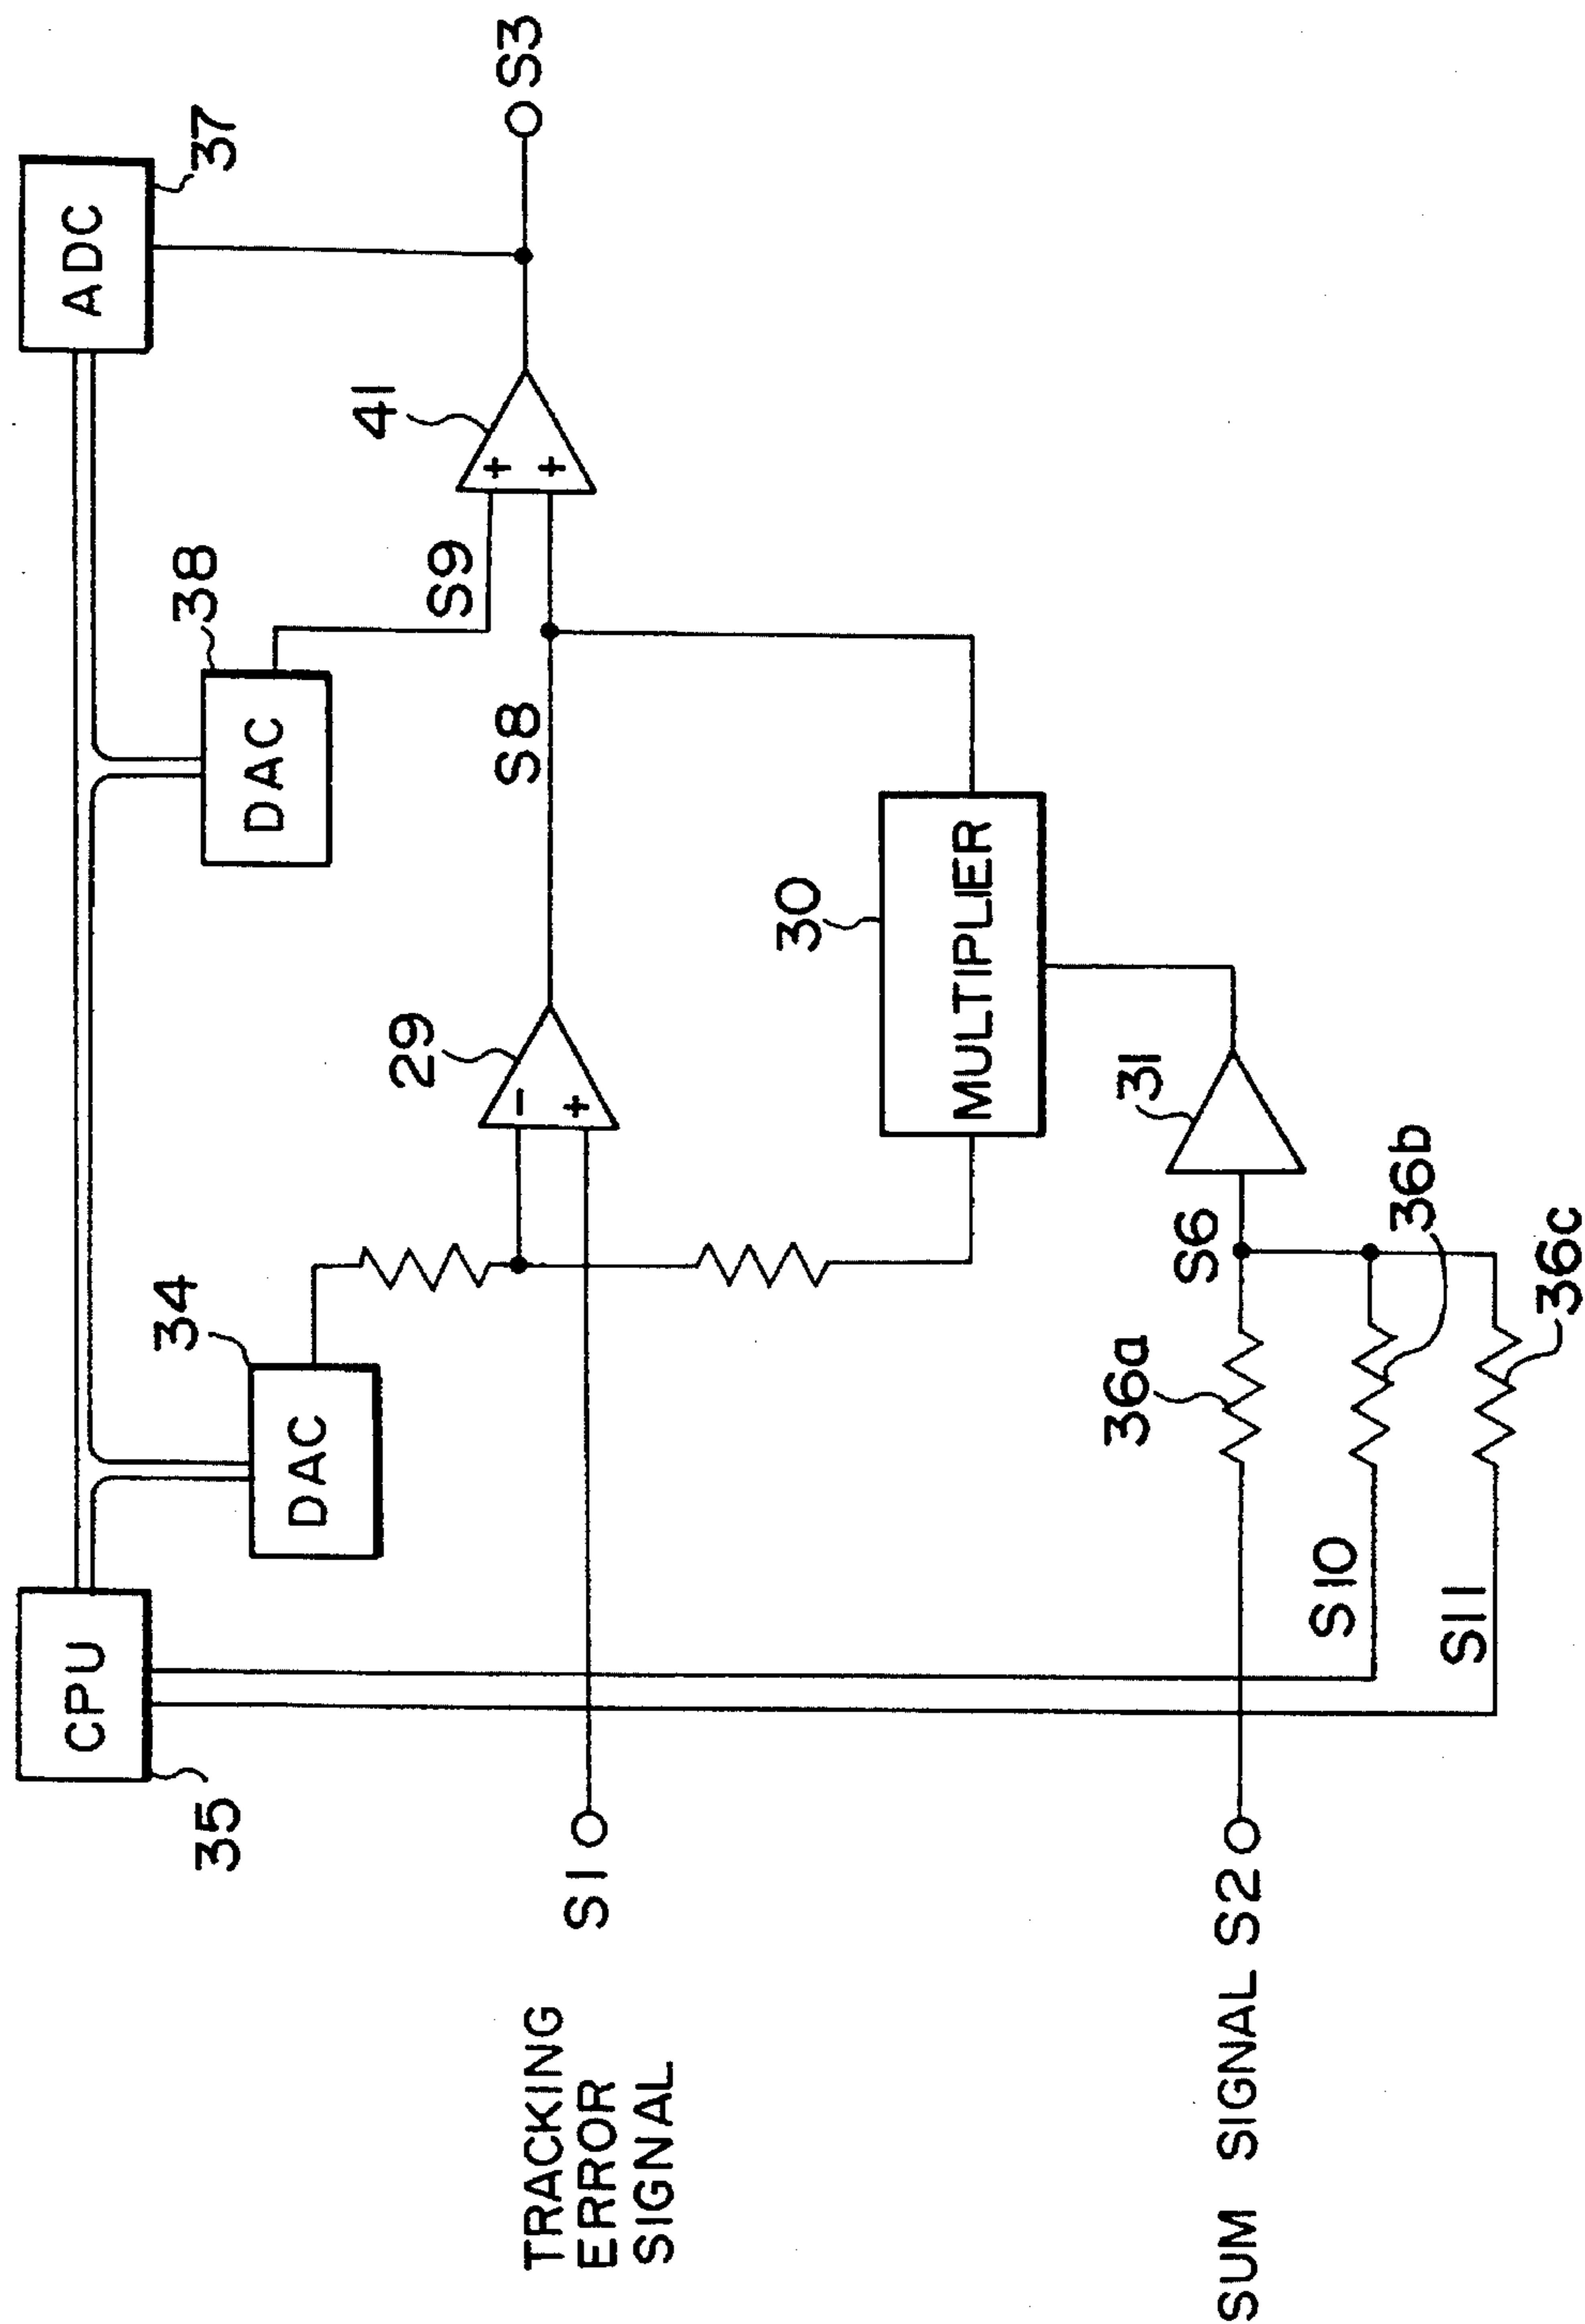 CPU
35
ADC
37
DAC
34
DAC
38
S9
41
S3
29
-
+
S8
+
+
TRACKING
ERROR
SIGNAL
S1
30
MULTIPLIER
31
SUM SIGNAL S2
36a
S6
S10
36b
S11
36c